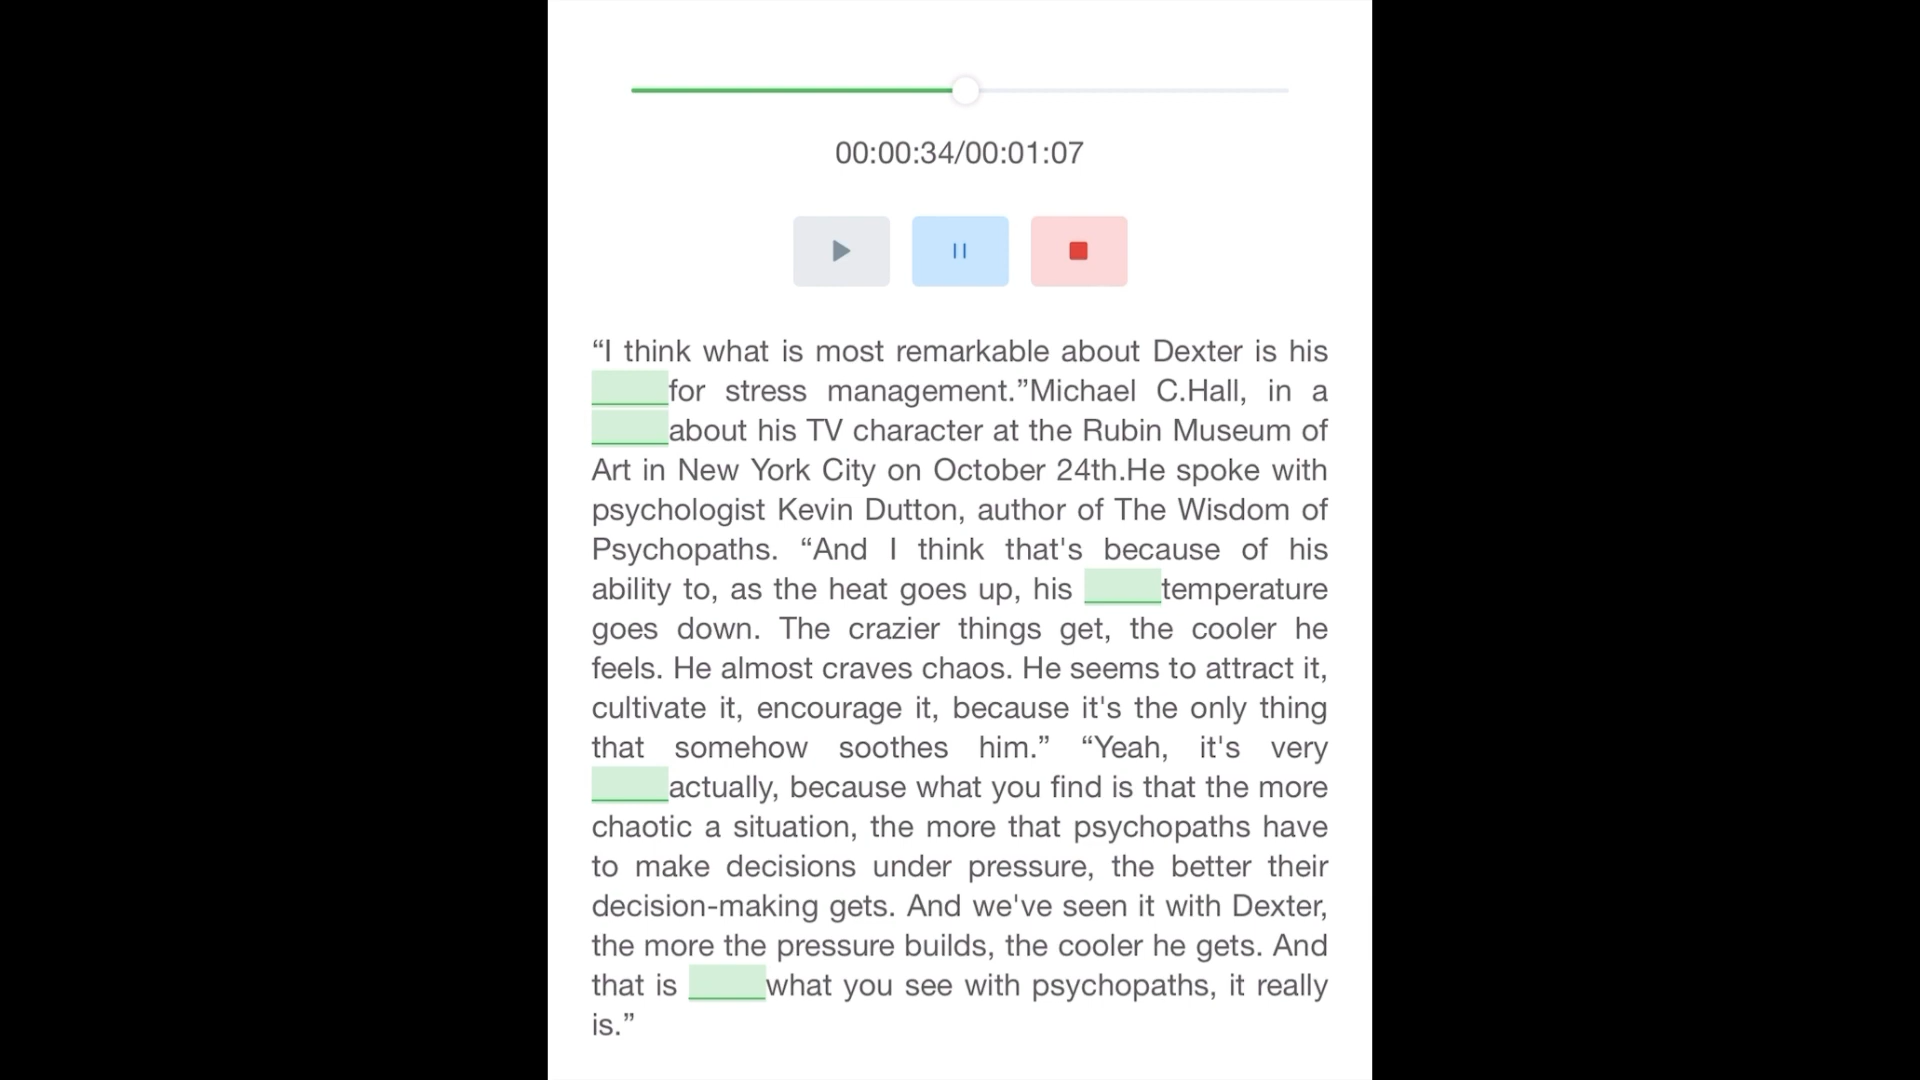 00:00:34/00:01:07
“I think what is most remarkable about Dexter is his
for stress management.”Michael C.Hall, in a
about his TV character at the Rubin Museum of
Art in New York City on October 24th.He spoke with
psychologist Kevin Dutton, author of The Wisdom of
Psychopaths. “And I think that's because of his
ability to, as the heat goes up, his temperature
goes down. The crazier things get, the cooler he
feels. He almost craves chaos. He seems to attract it,
cultivate it, encourage it, because it's the only thing
that somehow soothes him.” “Yeah, it's very
actually, because what you find is that the more
chaotic a situation, the more that psychopaths have
to make decisions under pressure, the better their
decision-making gets. And we've seen it with Dexter,
the more the pressure builds, the cooler he gets. And
that is what you see with psychopaths, it really
is.”